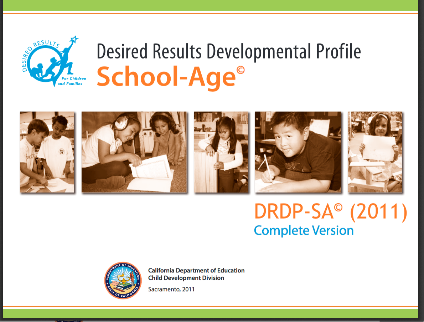 DESIRED RESULTS
For Children
and Families
Desired Results Developmental Profile
School-Age©
DRDP-SA© (2011)
Complete Version
California Department of Education
Child Development Division
Sacramento, 2011